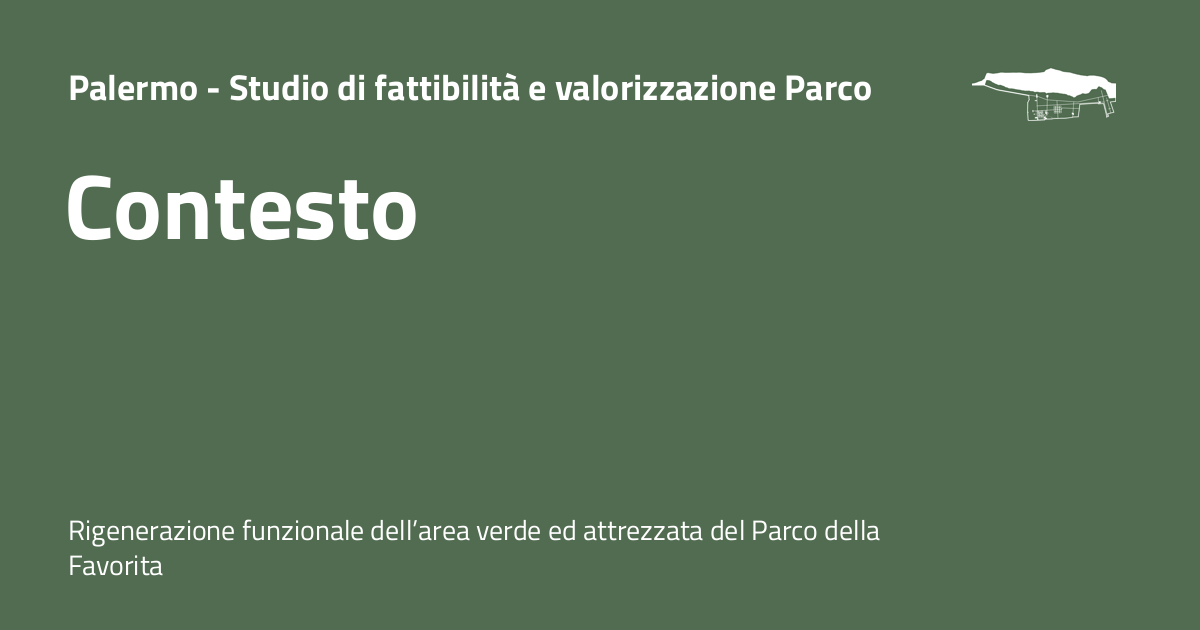 Palermo - Studio di fattibilità e valorizzazione Parco
Contesto
Rigenerazione funzionale dell’area verde ed attrezzata del Parco della
Favorita